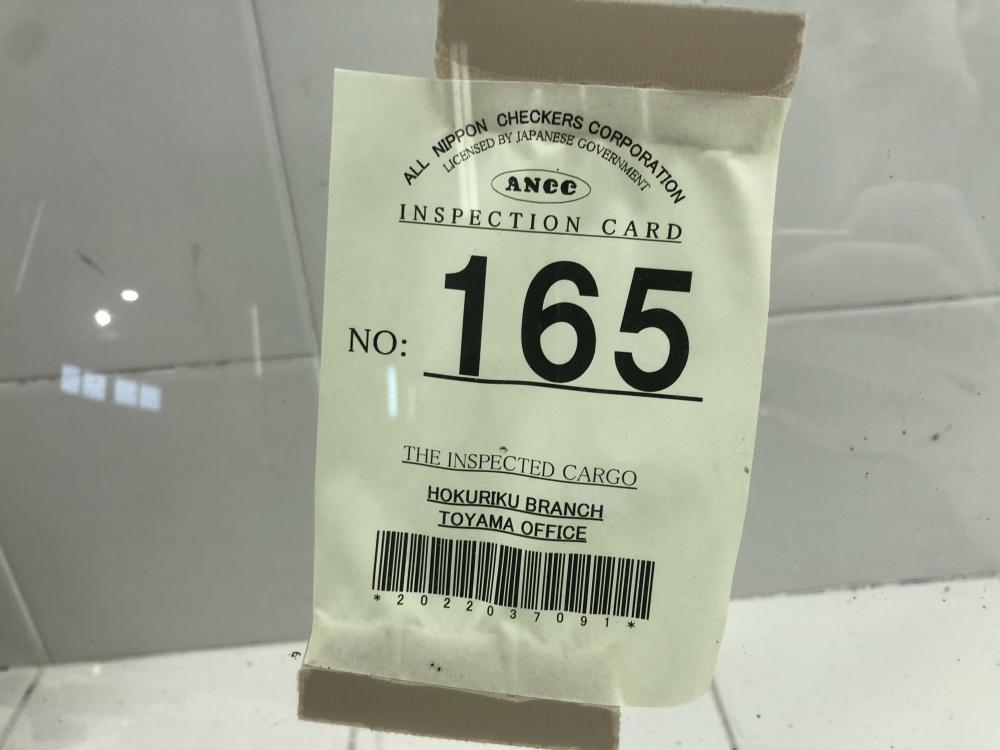 ALL NIPPON CHECKERS CORPORATION
LICENSED BY JAPANESE GOVERNMENT
ANCC
INSPECTION CARD
NO: 165
THE INSPECTED CARGO
HOKURIKU BRANCH
TOYAMA OFFICE
*2022037091*